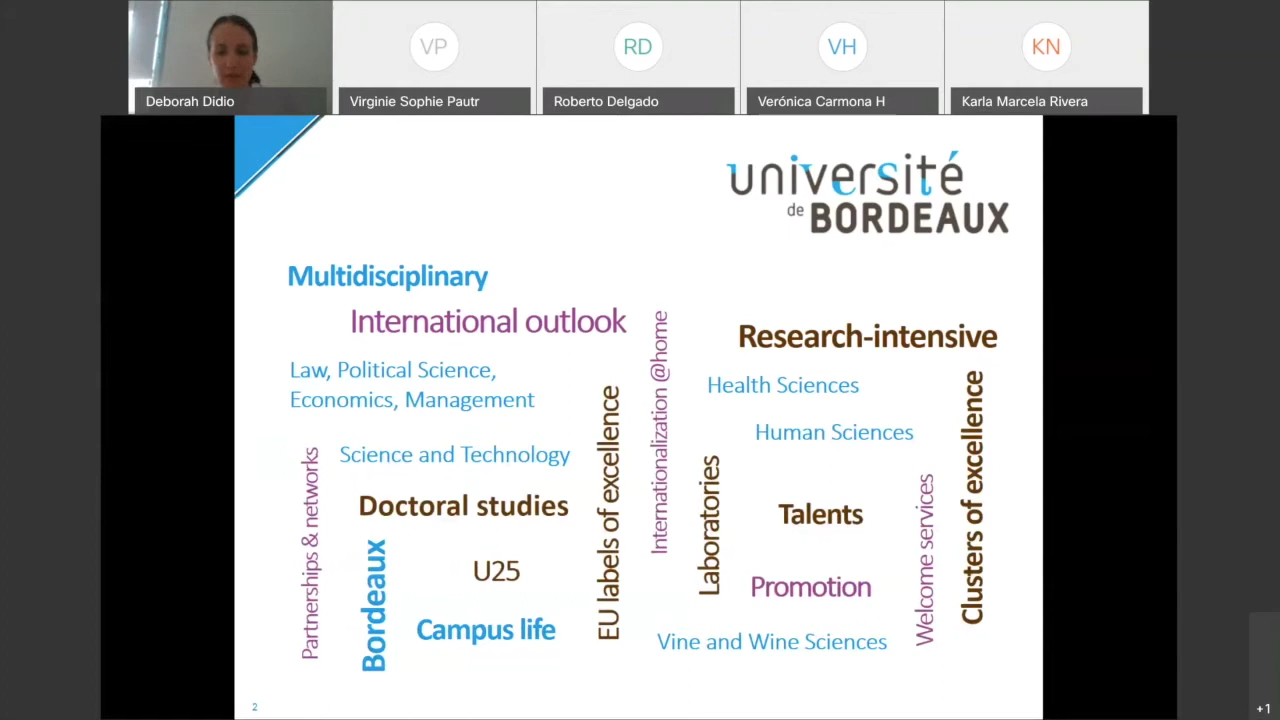 VP
RD
VH
KN
Deborah Didio
Virginie Sophie Pautr
Roberto Delgado
Verónica Carmona H
Karla Marcela Rivera
université
de BORDEAUX
Multidisciplinary
International outlook
Research-intensive
Law, Political Science,
Economics, Management
Internationalization @home
Health Sciences
Human Sciences
Science and Technology
Partnerships & networks
Doctoral studies
EU labels of excellence
Laboratories
Talents
Clusters of excellence
Bordeaux
U25
Promotion
Welcome services
Campus life
Vine and Wine Sciences
2
+1